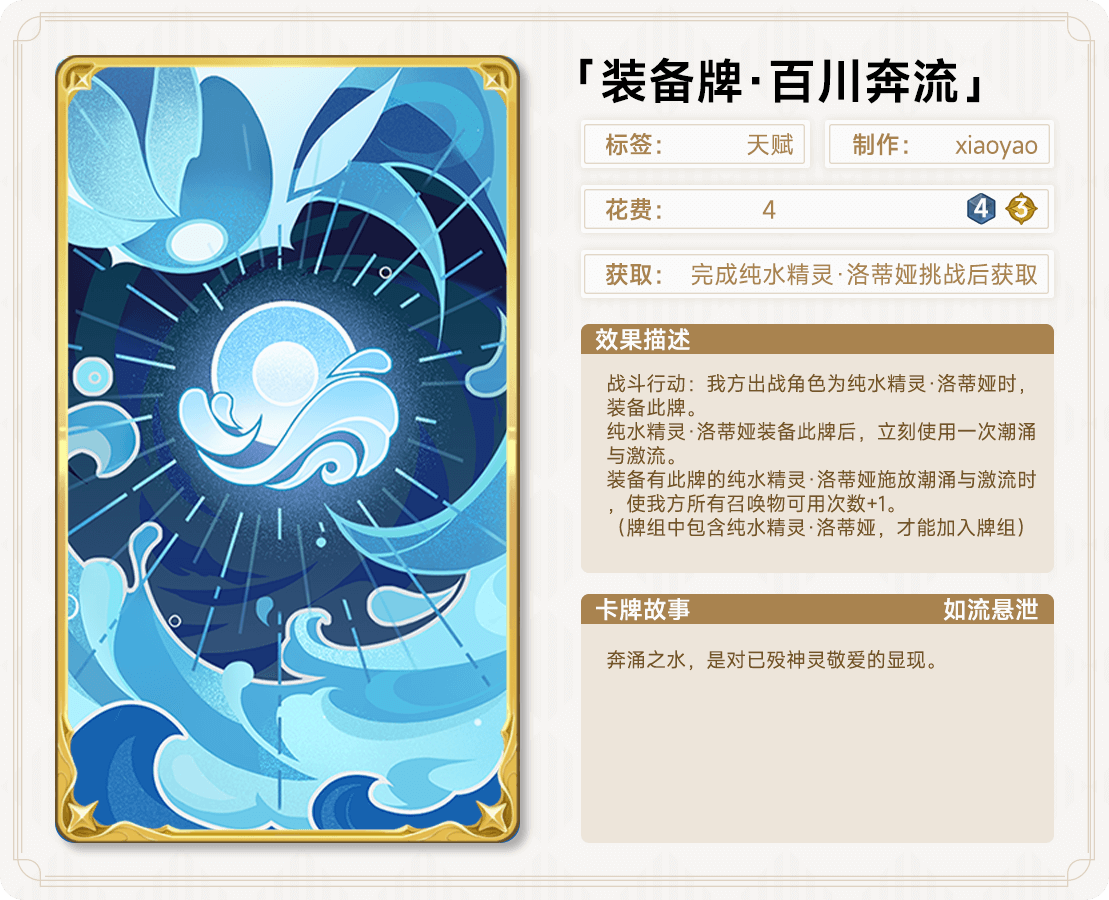 「装备牌·百川奔流」
标签： 天赋 制作： xiaoyao
花费： 4 4 3
获取： 完成纯水精灵·洛蒂娅挑战后获取
效果描述
战斗行动：我方出战角色为纯水精灵·洛蒂娅时，
装备此牌。
纯水精灵·洛蒂娅装备此牌后，立刻使用一次潮涌
与激流。
装备有此牌的纯水精灵·洛蒂娅施放潮涌与激流时
，使我方所有召唤物可用次数+1。
（牌组中包含纯水精灵·洛蒂娅，才能加入牌组）
卡牌故事 如流悬泄
奔涌之水，是对已殁神灵敬爱的显现。